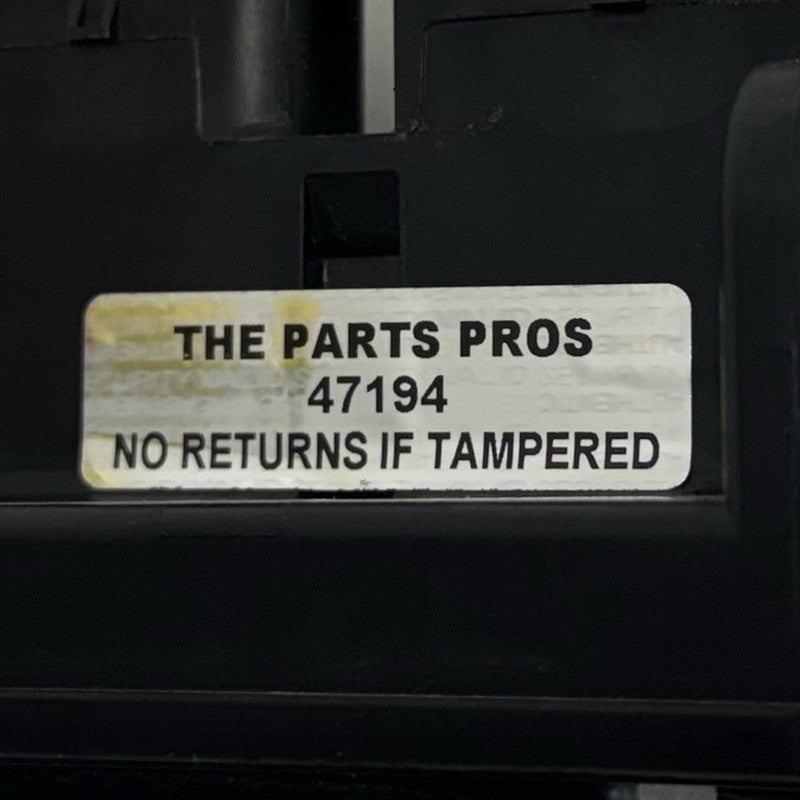 THE PARTS PROS
47194
NO RETURNS IF TAMPERED